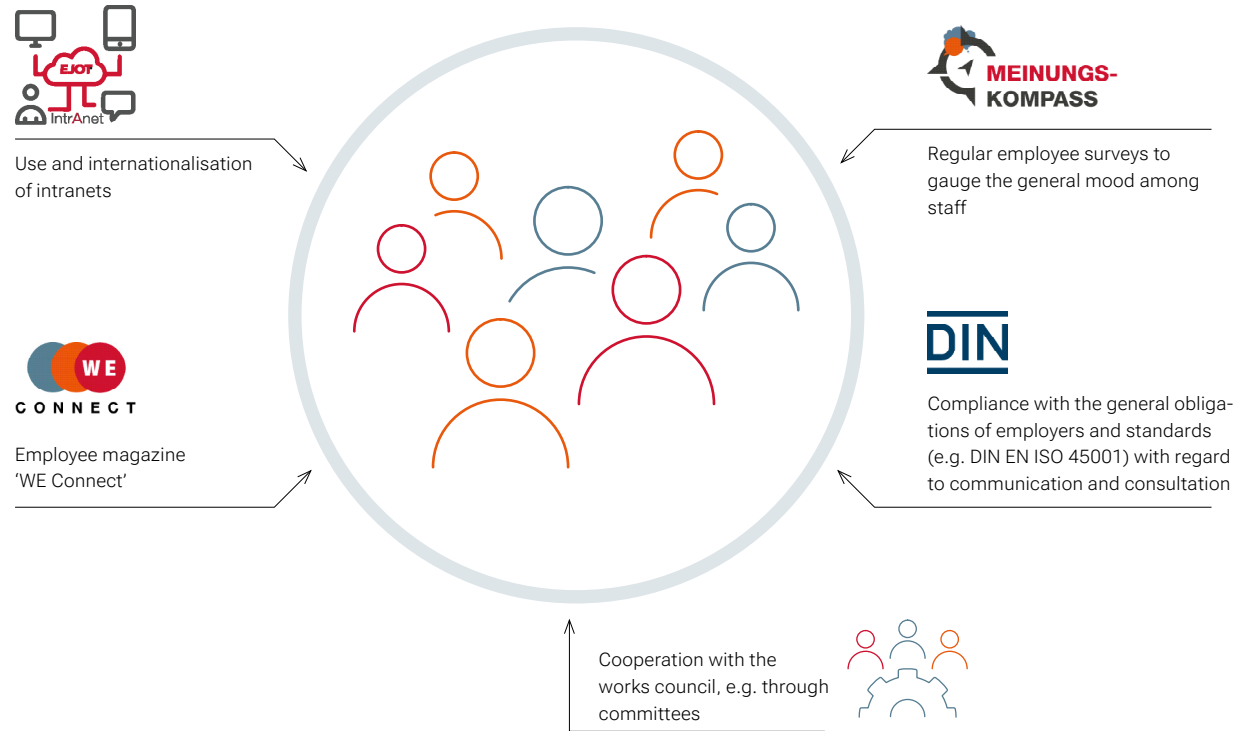 EJOT
IntrAnet
Use and internationalisation
of intranets
MEINUNGS-
KOMPASS
Regular employee surveys to
gauge the general mood among
staff
WE
CONNECT
Employee magazine
‘WE Connect’
DIN
Compliance with the general obliga-
tions of employers and standards
(e.g. DIN EN ISO 45001) with regard
to communication and consultation
Cooperation with the
works council, e.g. through
committees